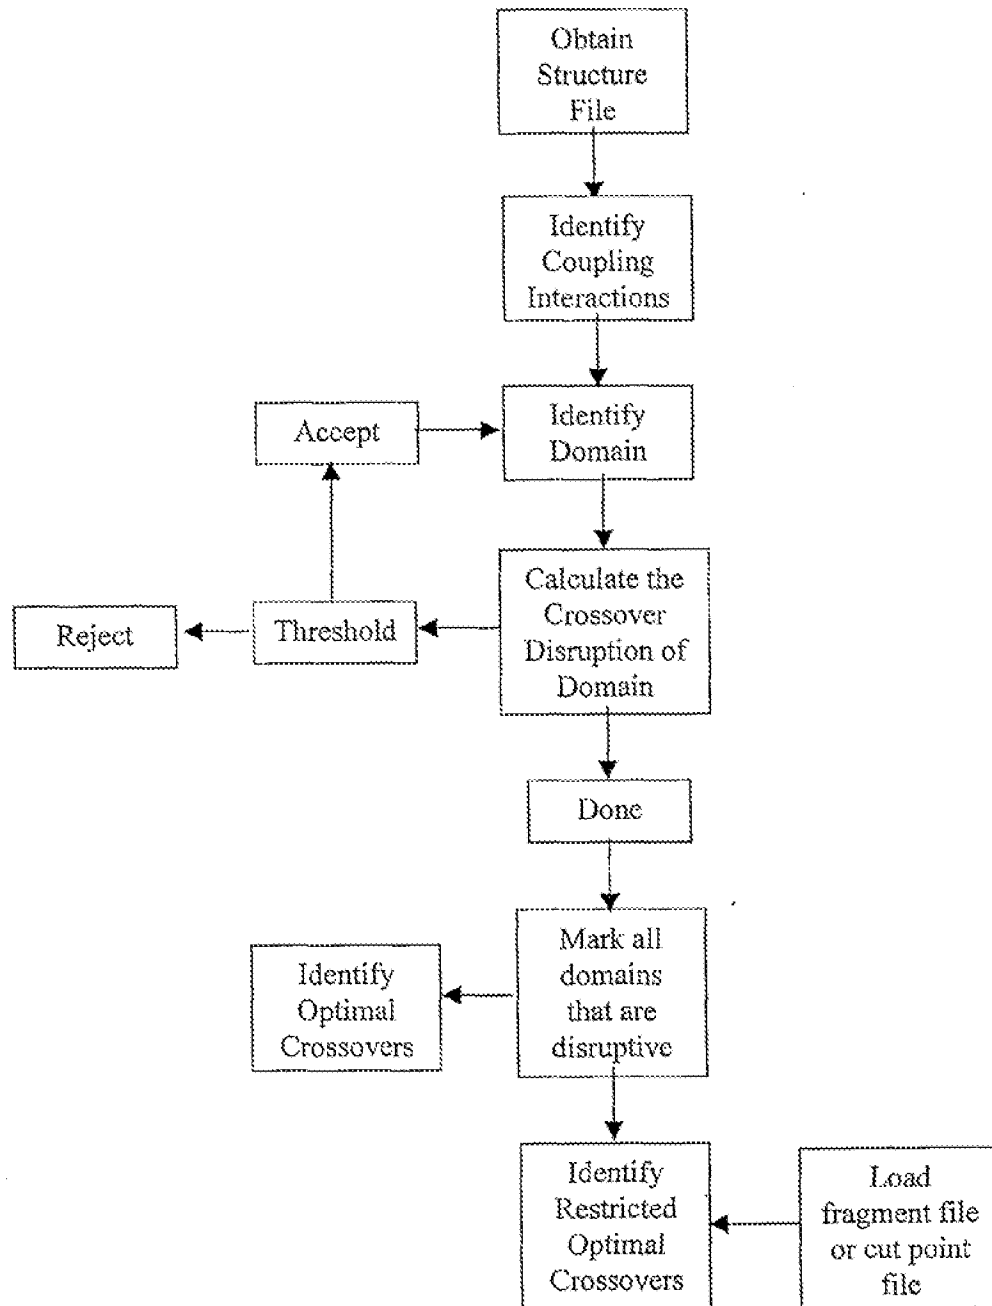 Obtain
Structure
File
Identify
Coupling
Interactions
Accept
Identify
Domain
Reject
Threshold
Calculate the
Crossover
Disruption of
Domain
Done
Identify
Optimal
Crossovers
Mark all
domains
that are
disruptive
Identify
Restricted
Optimal
Crossovers
Load
fragment file
or cut point
file